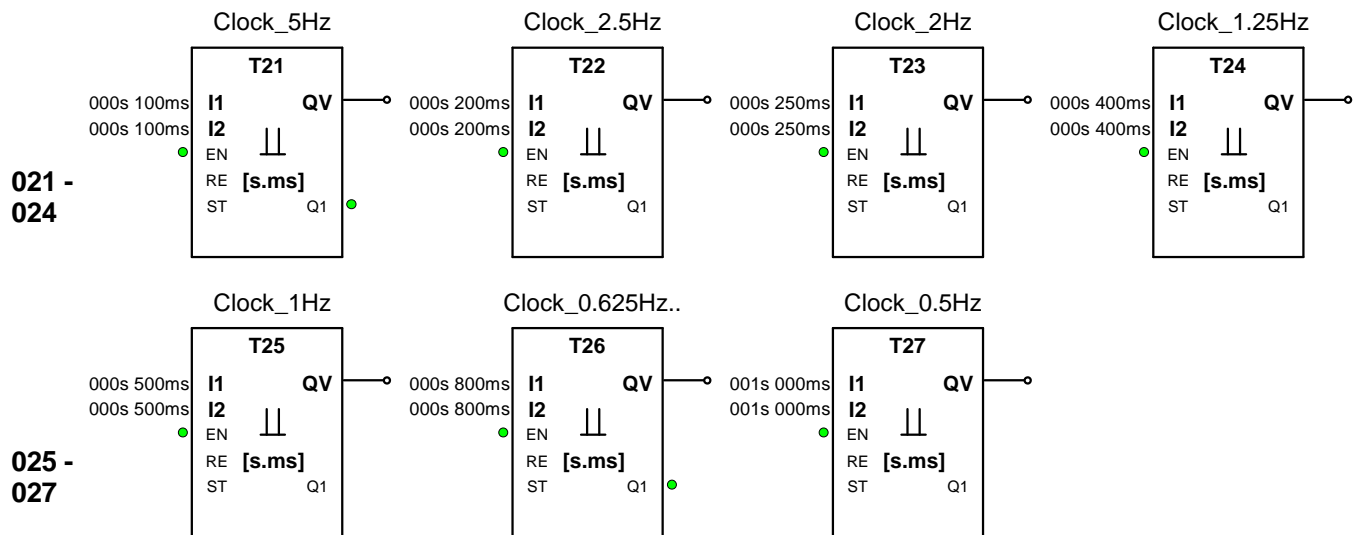 Clock_5Hz Clock_2.5Hz Clock_2Hz Clock_1.25Hz
T21 T22 T23 T24
000s 100ms I1 QV 000s 200ms I1 QV 000s 250ms I1 QV 000s 400ms I1 QV
000s 100ms I2 000s 200ms I2 000s 250ms I2 000s 400ms I2
EN EN EN EN
021 - RE [s.ms] RE [s.ms] RE [s.ms] RE [s.ms]
024 ST Q1 ST Q1 ST Q1 ST Q1
Clock_1Hz Clock_0.625Hz.. Clock_0.5Hz
T25 T26 T27
000s 500ms I1 QV 000s 800ms I1 QV 001s 000ms I1 QV
000s 500ms I2 000s 800ms I2 001s 000ms I2
EN EN EN
025 - RE [s.ms] RE [s.ms] RE [s.ms]
027 ST Q1 ST Q1 ST Q1